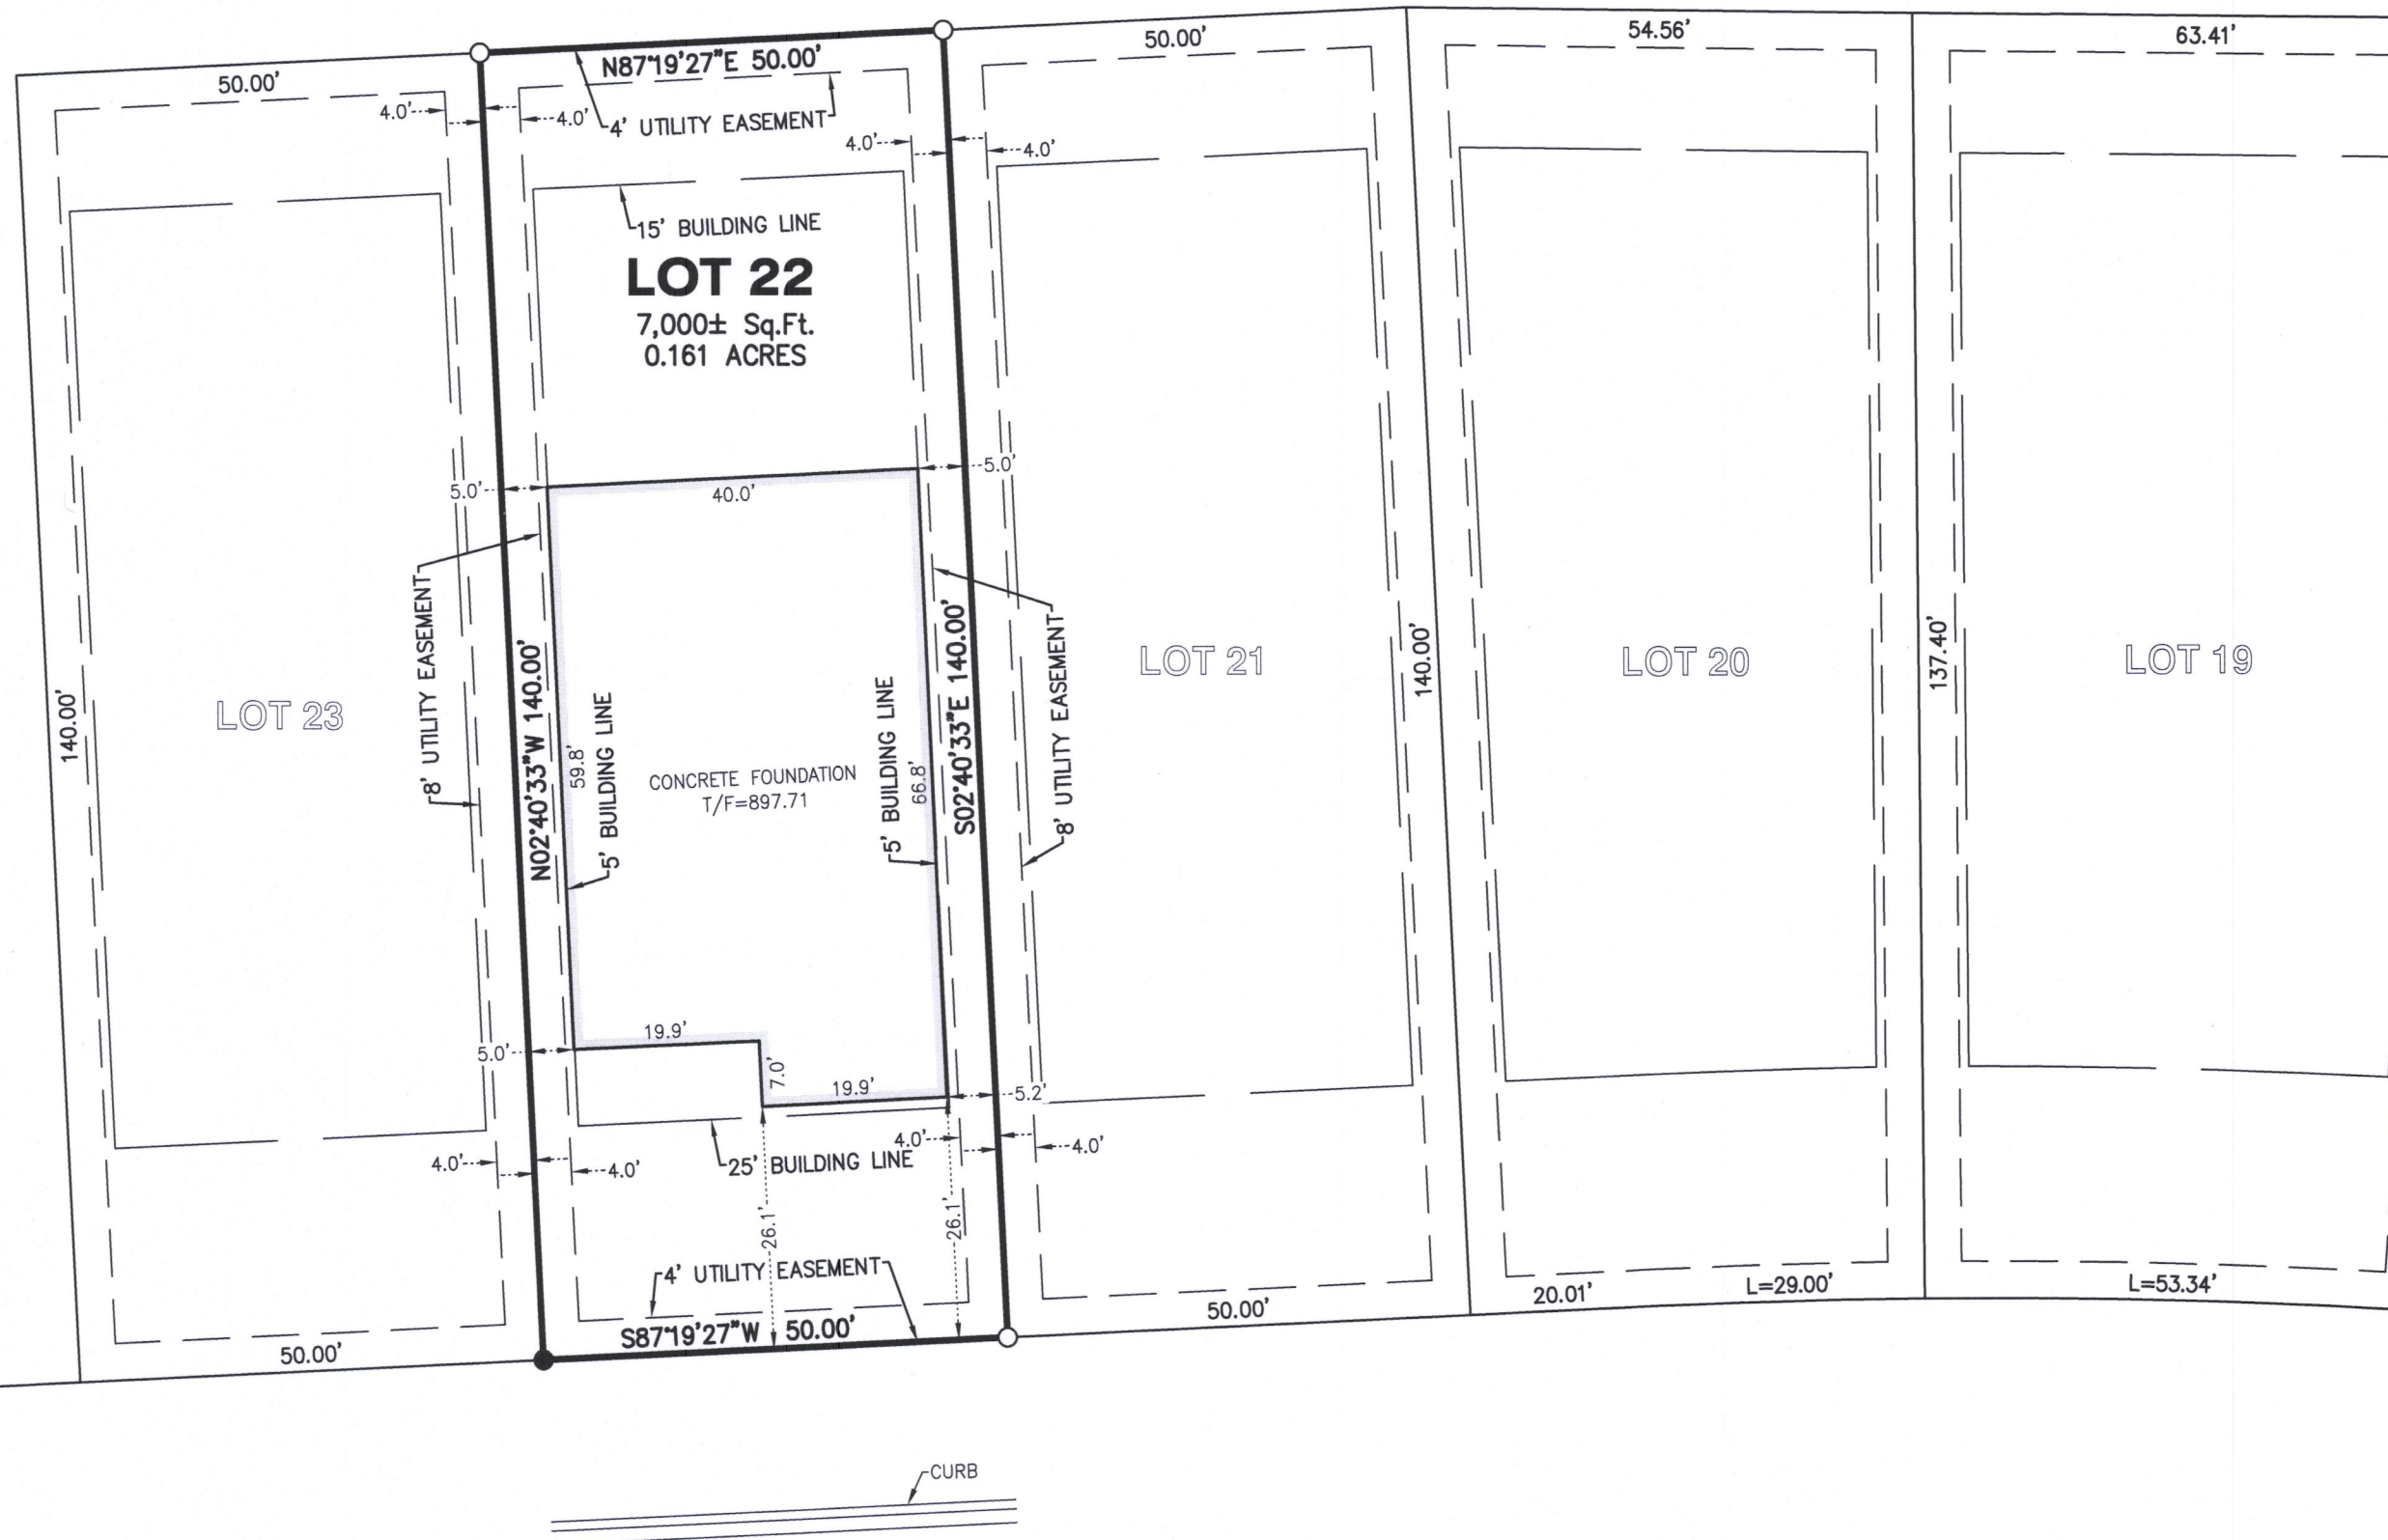 50.00'
N87°19'27"E 50.00'
50.00'
54.56'
63.41'
4.0'
4.0'
4' UTILITY EASEMENT
4.0'
4.0'
15' BUILDING LINE
LOT 22
7,000± Sq.Ft.
0.161 ACRES
5.0'
40.0'
5.0'
8' UTILITY EASEMENT
N02°40'33"W 140.00'
59.8'
5' BUILDING LINE
CONCRETE FOUNDATION
T/F=897.71
5' BUILDING LINE
66.8'
S02°40'33"E 140.00'
8' UTILITY EASEMENT
140.00'
LOT 23
LOT 21
140.00'
LOT 20
137.40'
LOT 19
5.0'
19.9'
7.0'
19.9'
5.2'
4.0'
4.0'
25' BUILDING LINE
4.0'
4.0'
26.1'
26.1'
4' UTILITY EASEMENT
50.00'
S87°19'27"W 50.00'
50.00'
20.01'
L=29.00'
L=53.34'
CURB